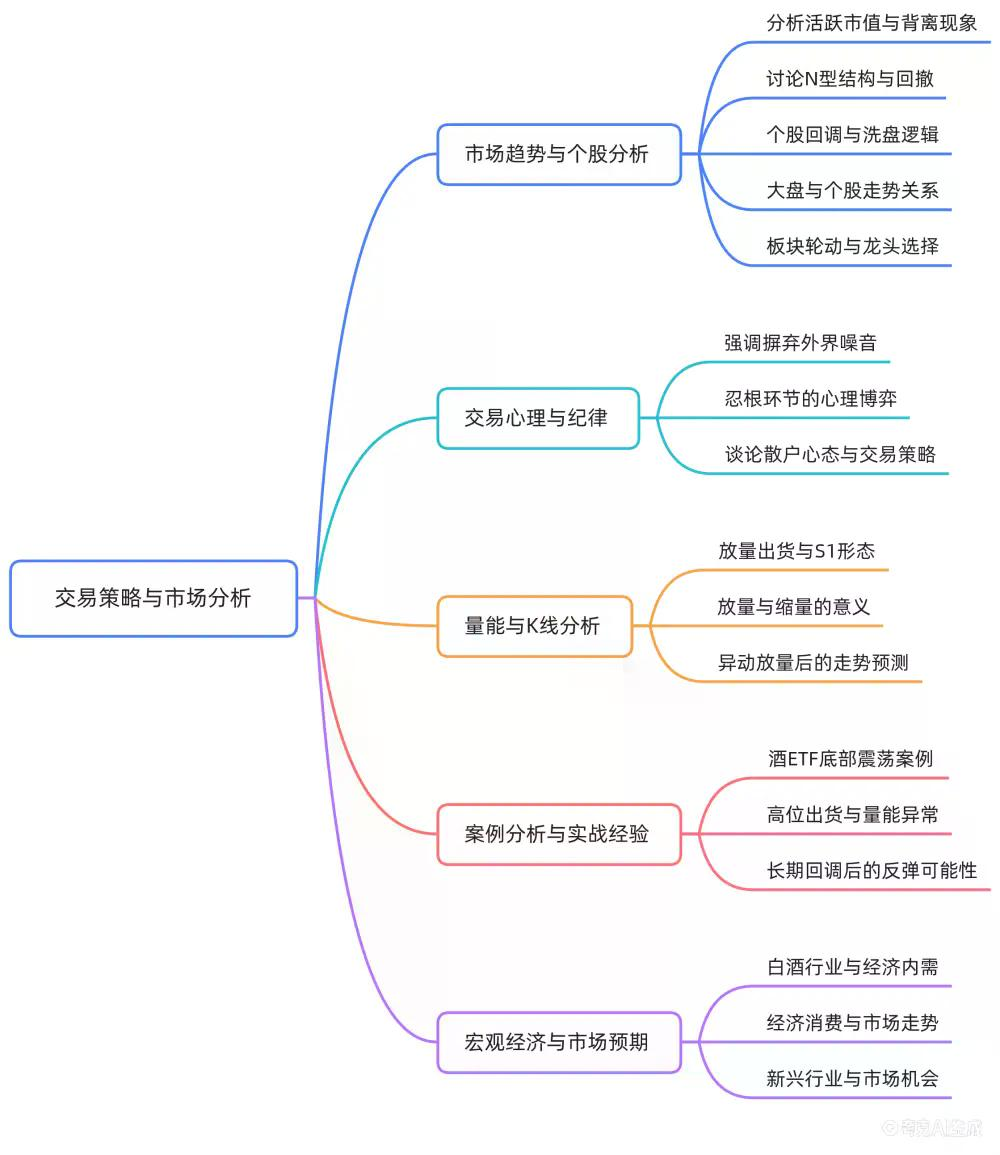 交易策略与市场分析
市场趋势与个股分析
分析活跃市值与背离现象
讨论N型结构与回撤
个股回调与洗盘逻辑
大盘与个股走势关系
板块轮动与龙头选择
交易心理与纪律
强调摒弃外界噪音
忍根环节的心理博弈
谈论散户心态与交易策略
量能与K线分析
放量出货与S1形态
放量与缩量的意义
异动放量后的走势预测
案例分析与实战经验
酒ETF底部震荡案例
高位出货与量能异常
长期回调后的反弹可能性
宏观经济与市场预期
白酒行业与经济内需
经济消费与市场走势
新兴行业与市场机会
夸克AI生成